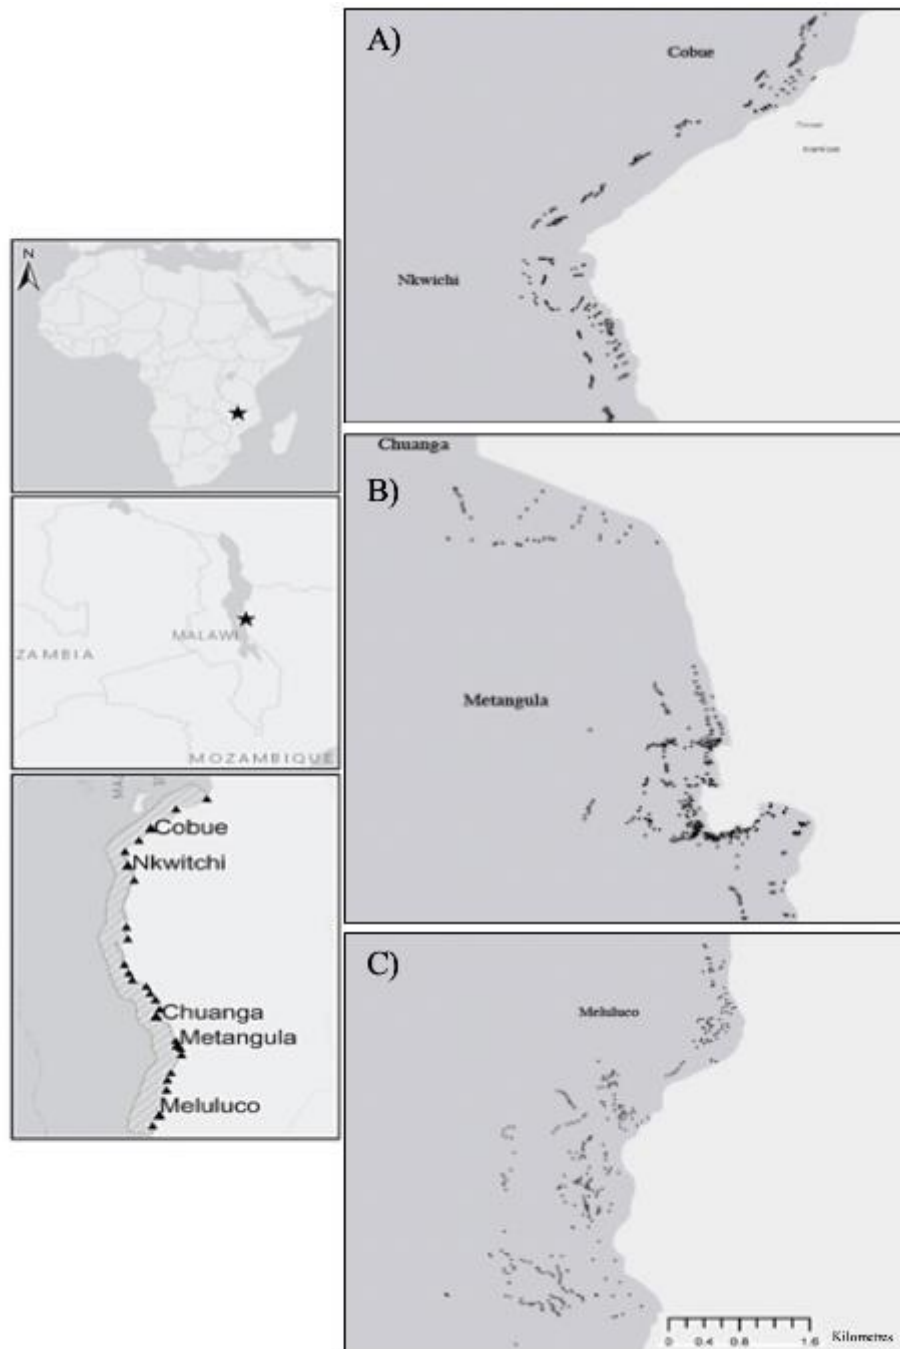 N
MALAWI
ZAMBIA
MOZAMBIQUE
Cobue
Nkwitchi
Chuanga
Metangula
Meluluco
A)
Cobue
Nkwichi
Chuanga
B)
Metangula
C)
Meluluco
0 0.4 0.8 1.6 Kilometres